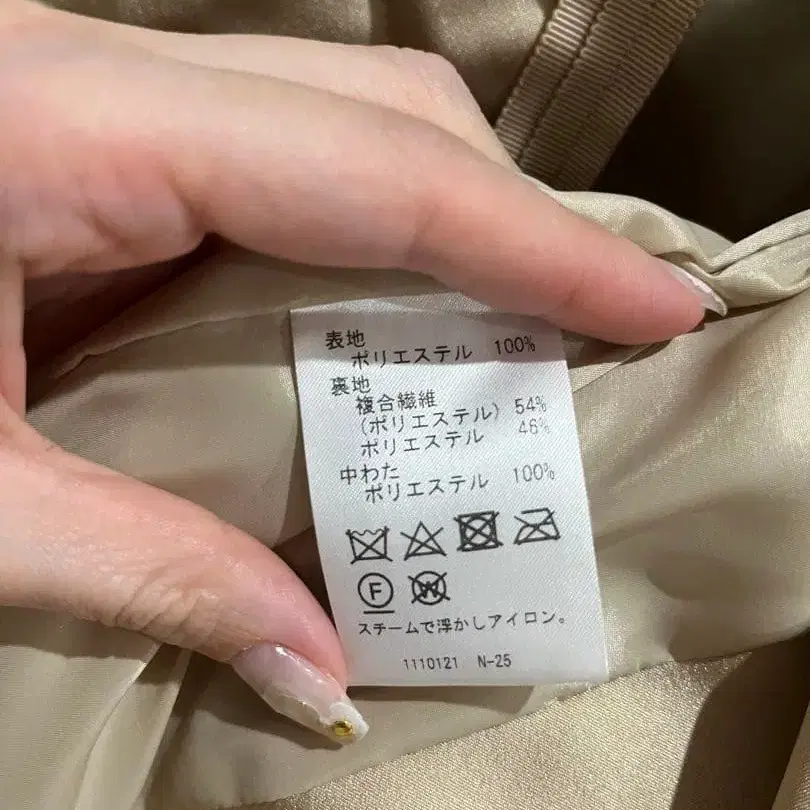 表地
ポリエステル 100%
裏地
複合繊維
(ポリエステル) 54%
ポリエステル 46%
中わた
ポリエステル 100%
F
W
スチームで浮かしアイロン。
1110121 N-25